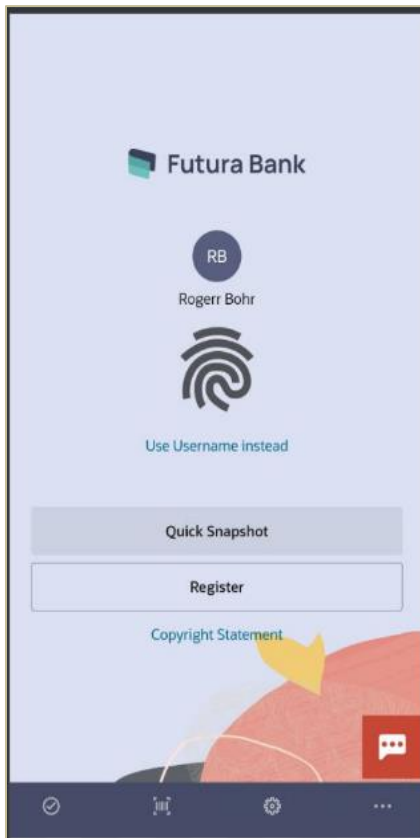 Futura Bank
RB
Rogerr Bohr
Use Username instead
Quick Snapshot
Register
Copyright Statement